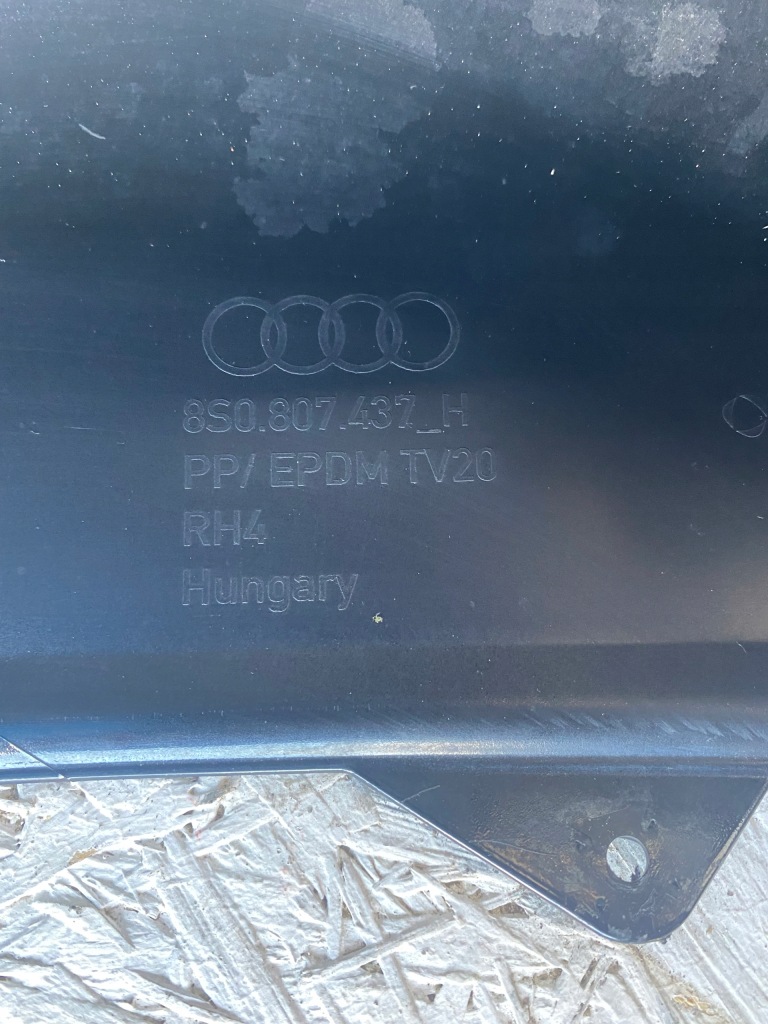 8S0.807.437_H
PP/ EPDM TV20
RH4
Hungary